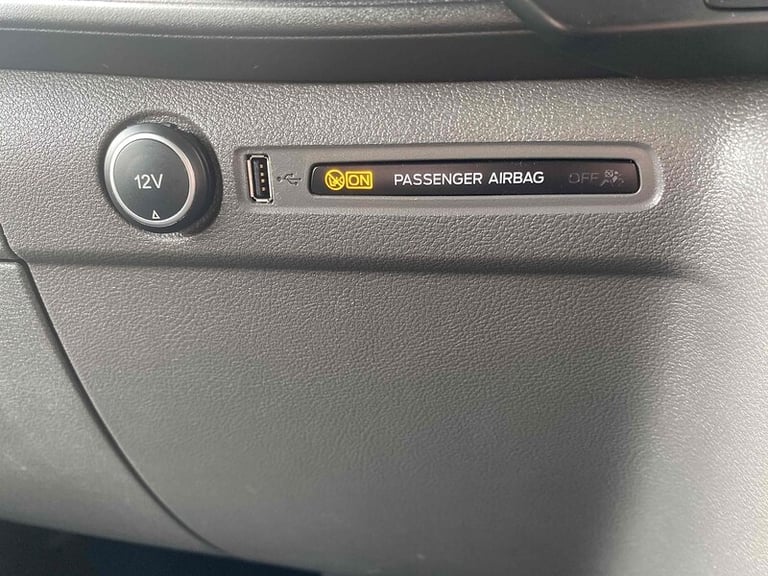 12V
ON PASSENGER AIRBAG OFF